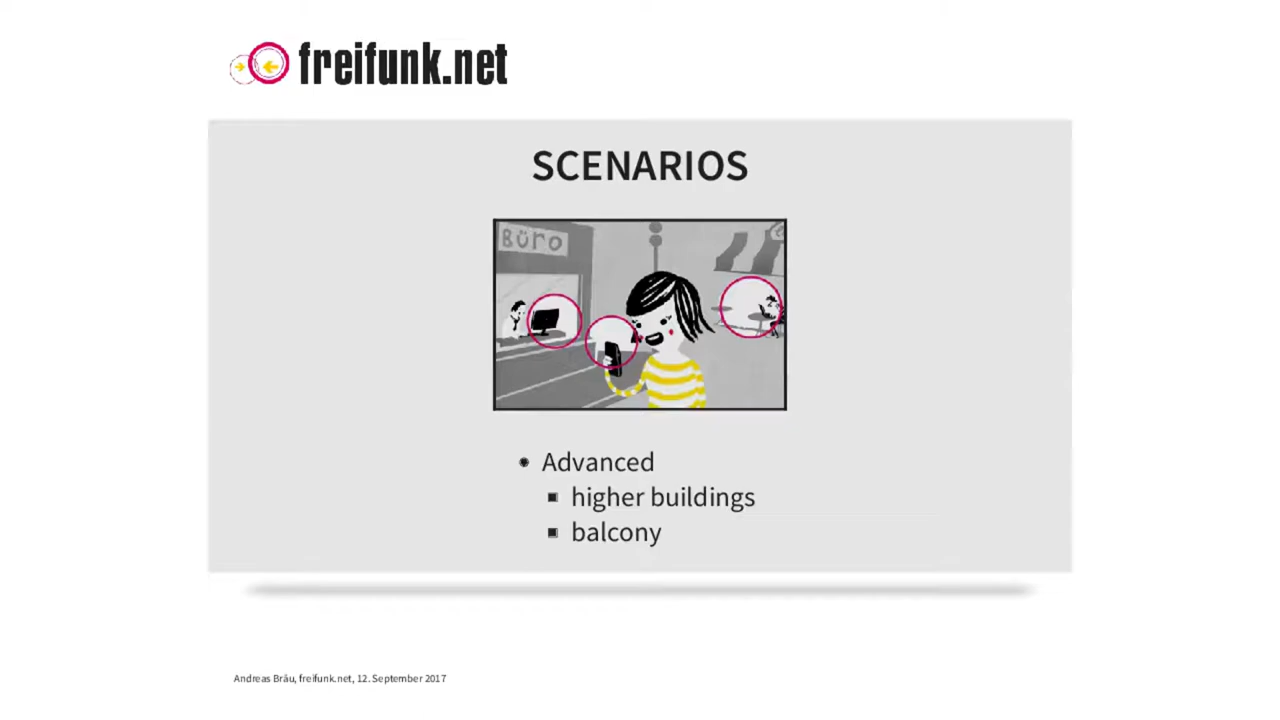 freifunk.net
SCENARIOS
Büro
Advanced
higher buildings
balcony
Andreas Bräu, freifunk.net, 12. September 2017